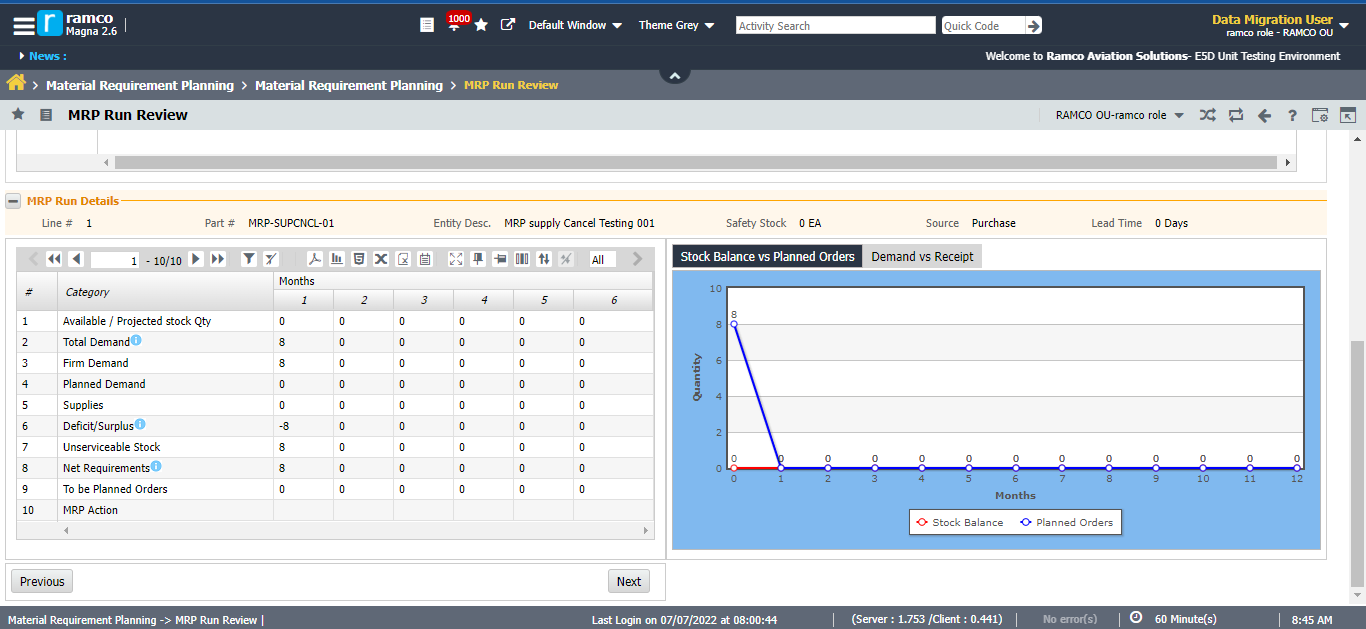 ramco
Magna 2.6
1000
Default Window
Theme Grey
Activity Search
Quick Code
Data Migration User
ramco role - RAMCO OU
News :
Welcome to Ramco Aviation Solutions- E5D Unit Testing Environment
Material Requirement Planning > Material Requirement Planning > MRP Run Review
MRP Run Review
RAMCO OU-ramco role
MRP Run Details
Line # 1 Part # MRP-SUPCNCL-01 Entity Desc. MRP supply Cancel Testing 001 Safety Stock 0 EA Source Purchase Lead Time 0 Days
1 - 10/10 All
# Category Months
1 2 3 4 5 6
1 Available / Projected stock Qty 0 0 0 0 0 0
2 Total Demand 8 0 0 0 0 0
3 Firm Demand 8 0 0 0 0 0
4 Planned Demand 0 0 0 0 0 0
5 Supplies 0 0 0 0 0 0
6 Deficit/Surplus -8 0 0 0 0 0
7 Unserviceable Stock 8 0 0 0 0 0
8 Net Requirements 8 0 0 0 0 0
9 To be Planned Orders 0 0 0 0 0 0
10 MRP Action
Stock Balance vs Planned Orders
Demand vs Receipt
10
8
6
4
2
0
Quantity
8
0 0 0 0 0 0 0 0 0 0 0 0 0
0 1 2 3 4 5 6 7 8 9 10 11 12
Months
Stock Balance Planned Orders
Previous
Next
Material Requirement Planning -> MRP Run Review |
Last Login on 07/07/2022 at 08:00:44
(Server : 1.753 /Client : 0.441)
No error(s)
60 Minute(s)
8:45 AM